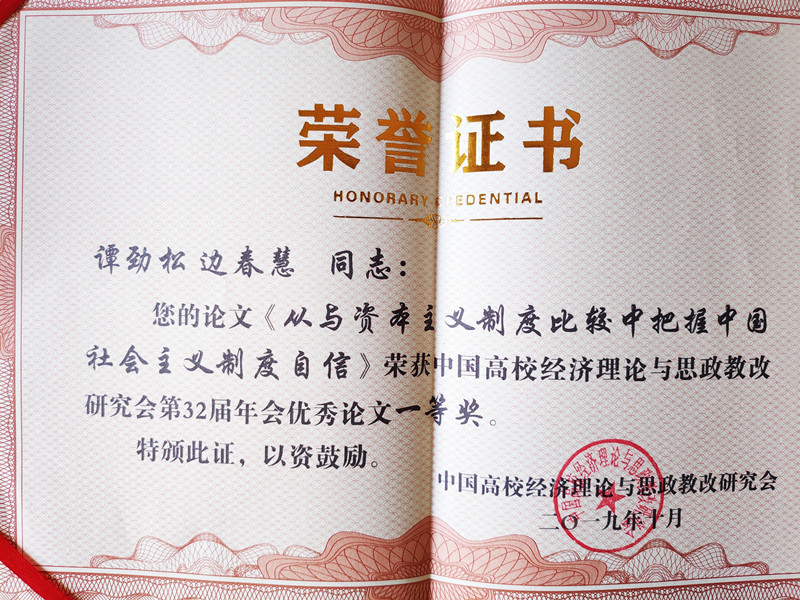 荣誉证书
HONORARY CREDENTIAL
谭劲松边春慧 同志：
您的论文《从与资本主义制度比较中把握中国
社会主义制度自信》荣获中国高校经济理论与思政教改
研究会第32届年会优秀论文一等奖。
特颁此证，以资鼓励。
中国高校经济理论与思政教改研究会
二〇一九年十月